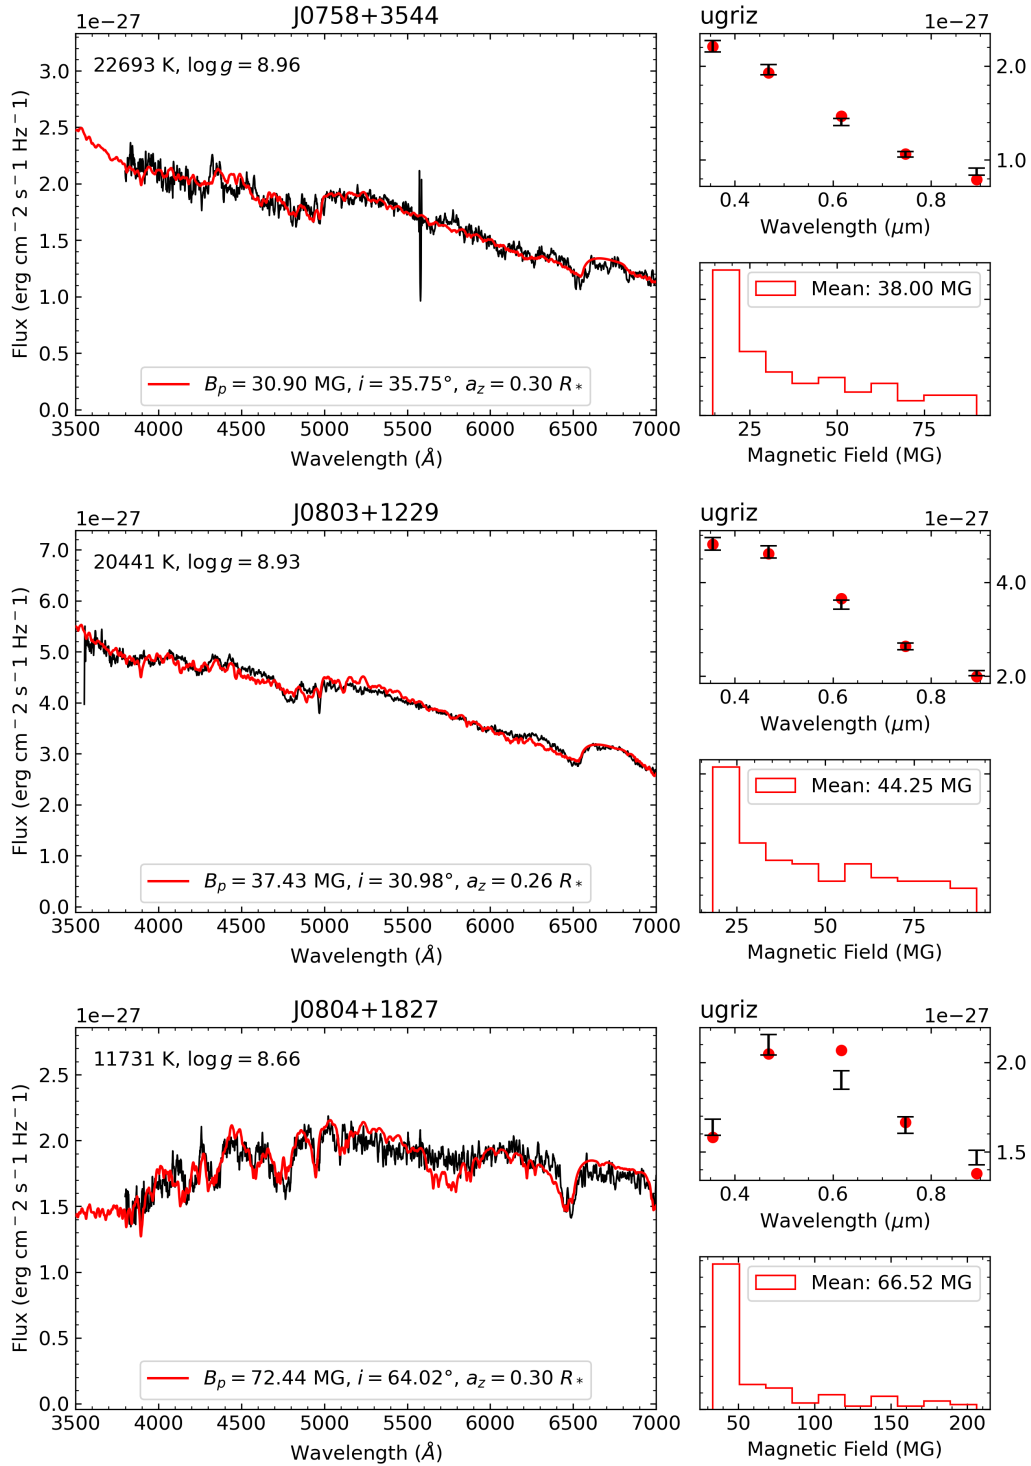 1e−27
J0758+3544
22693 K, log g = 8.96
Flux (erg cm−2 s−1 Hz−1)
3.0
2.5
2.0
1.5
1.0
0.5
0.0
B_p = 30.90 MG, i = 35.75°, a_z = 0.30 R_*
3500 4000 4500 5000 5500 6000 6500 7000
Wavelength (Å)
ugriz
1e−27
2.0
1.0
0.4 0.6 0.8
Wavelength (μm)
Mean: 38.00 MG
25 50 75
Magnetic Field (MG)
1e−27
J0803+1229
20441 K, log g = 8.93
Flux (erg cm−2 s−1 Hz−1)
7.0
6.0
5.0
4.0
3.0
2.0
1.0
0.0
B_p = 37.43 MG, i = 30.98°, a_z = 0.26 R_*
3500 4000 4500 5000 5500 6000 6500 7000
Wavelength (Å)
ugriz
1e−27
4.0
2.0
0.4 0.6 0.8
Wavelength (μm)
Mean: 44.25 MG
25 50 75
Magnetic Field (MG)
1e−27
J0804+1827
11731 K, log g = 8.66
Flux (erg cm−2 s−1 Hz−1)
2.5
2.0
1.5
1.0
0.5
0.0
B_p = 72.44 MG, i = 64.02°, a_z = 0.30 R_*
3500 4000 4500 5000 5500 6000 6500 7000
Wavelength (Å)
ugriz
1e−27
2.0
1.5
0.4 0.6 0.8
Wavelength (μm)
Mean: 66.52 MG
50 100 150 200
Magnetic Field (MG)